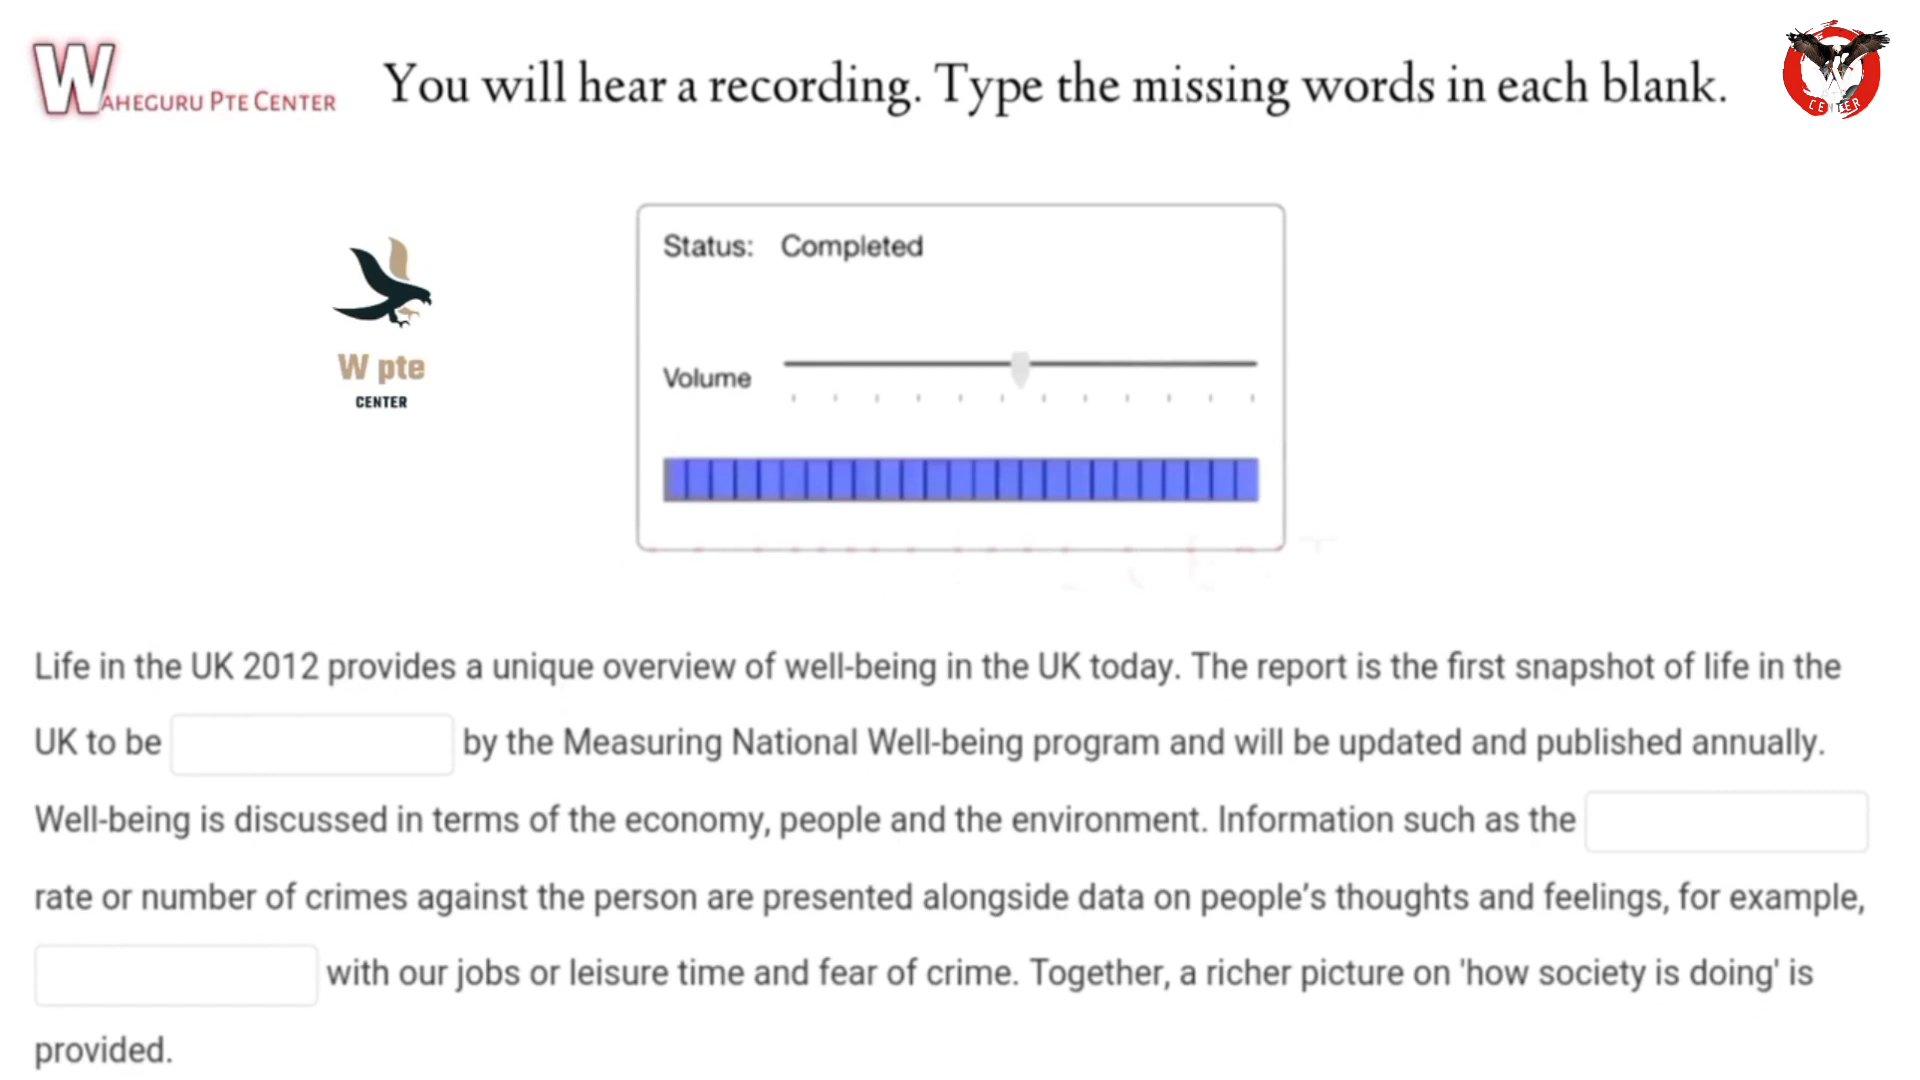 WAHEGURU PTE CENTER
You will hear a recording. Type the missing words in each blank.
CENTER
Status: Completed
W pte
CENTER
Volume
Life in the UK 2012 provides a unique overview of well-being in the UK today. The report is the first snapshot of life in the
UK to be by the Measuring National Well-being program and will be updated and published annually.
Well-being is discussed in terms of the economy, people and the environment. Information such as the
rate or number of crimes against the person are presented alongside data on people’s thoughts and feelings, for example,
with our jobs or leisure time and fear of crime. Together, a richer picture on 'how society is doing' is
provided.